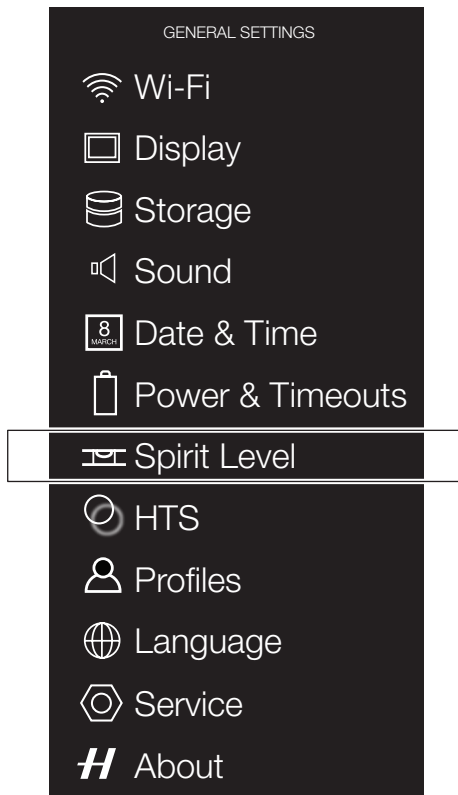 GENERAL SETTINGS
Wi-Fi
Display
Storage
Sound
8
MARCH
Date & Time
Power & Timeouts
Spirit Level
HTS
Profiles
Language
Service
H About